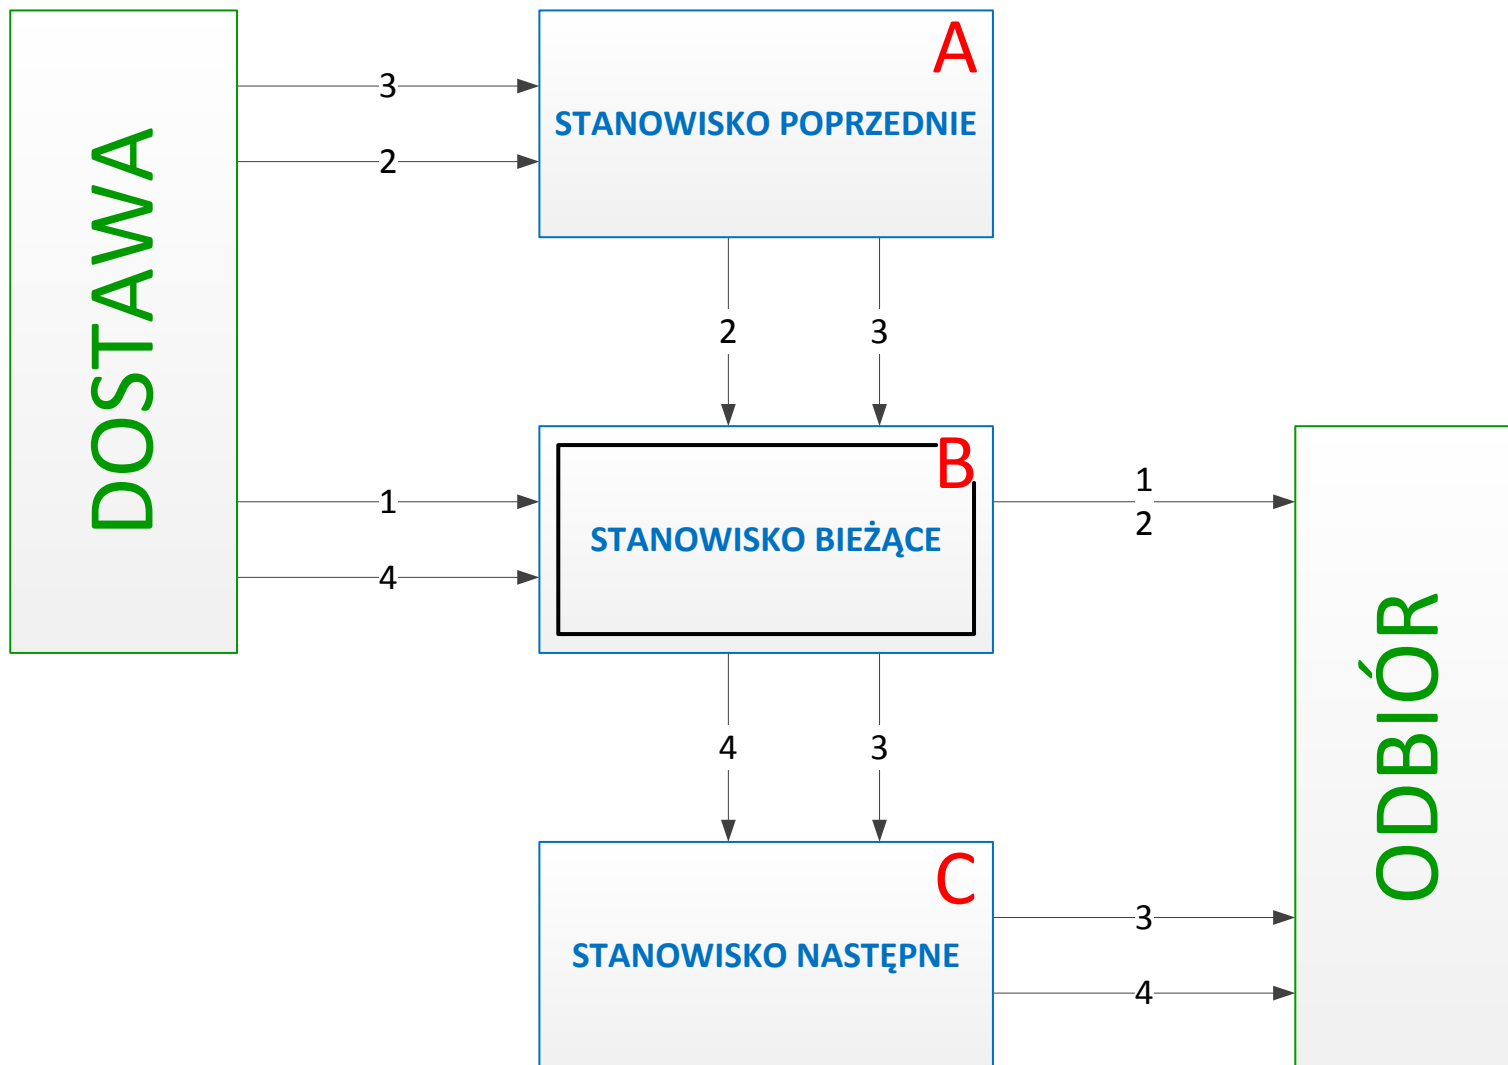 DOSTAWA
A
STANOWISKO POPRZEDNIE
3
2
2
3
B
STANOWISKO BIEŻĄCE
1
4
1
2
4
3
C
STANOWISKO NASTĘPNE
3
4
ODBIÓR